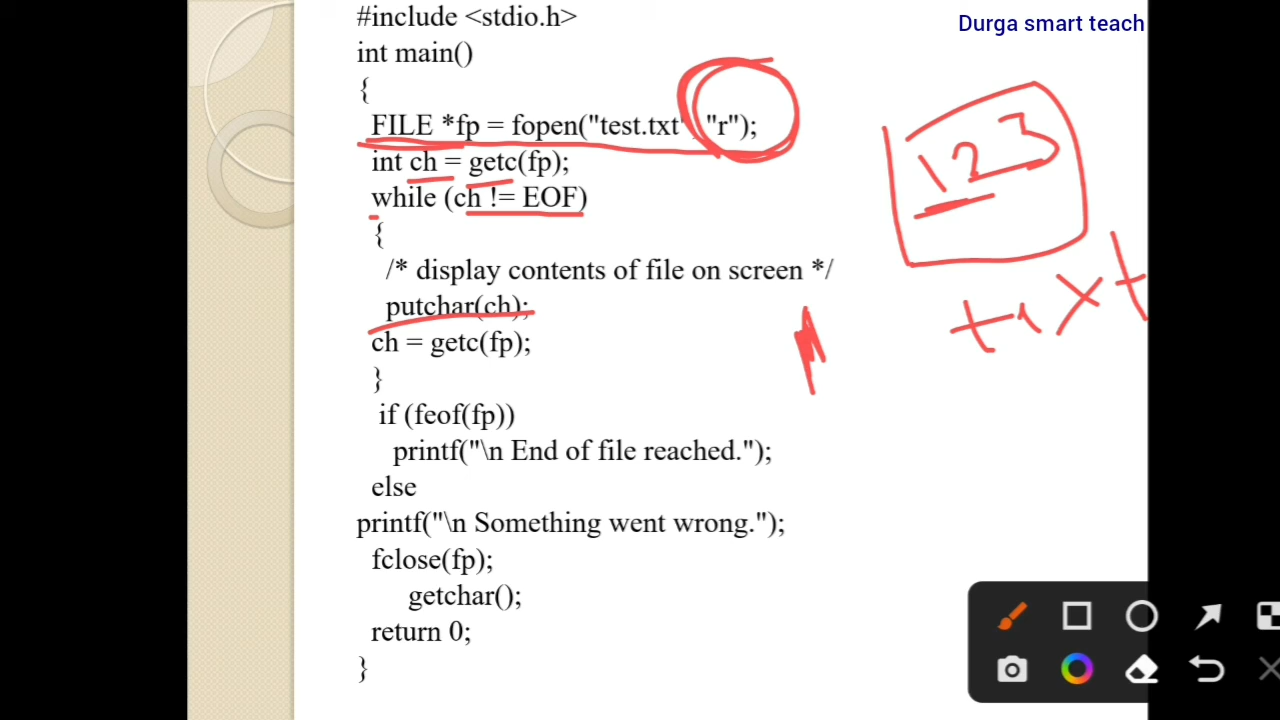 Durga smart teach
#include <stdio.h>
int main()
{
FILE *fp = fopen("test.txt", "r");
int ch = getc(fp);
while (ch != EOF)
{
/* display contents of file on screen */
putchar(ch);
ch = getc(fp);
}
if (feof(fp))
printf("\n End of file reached.");
else
printf("\n Something went wrong.");
fclose(fp);
getchar();
return 0;
}
123